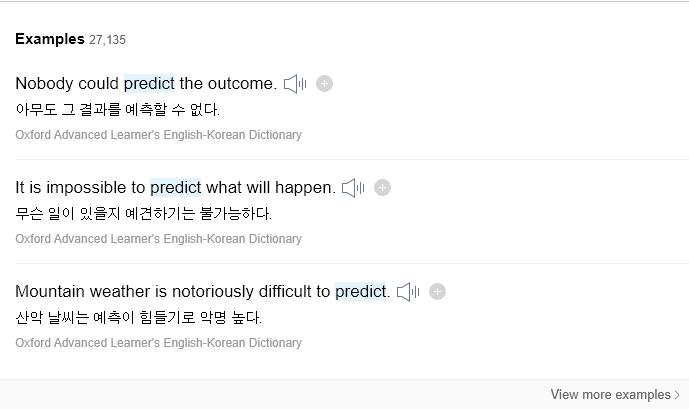 Examples 27,135
Nobody could predict the outcome.
아무도 그 결과를 예측할 수 없다.
Oxford Advanced Learner's English-Korean Dictionary
It is impossible to predict what will happen.
무슨 일이 있을지 예견하기는 불가능하다.
Oxford Advanced Learner's English-Korean Dictionary
Mountain weather is notoriously difficult to predict.
산악 날씨는 예측이 힘들기로 악명 높다.
Oxford Advanced Learner's English-Korean Dictionary
View more examples